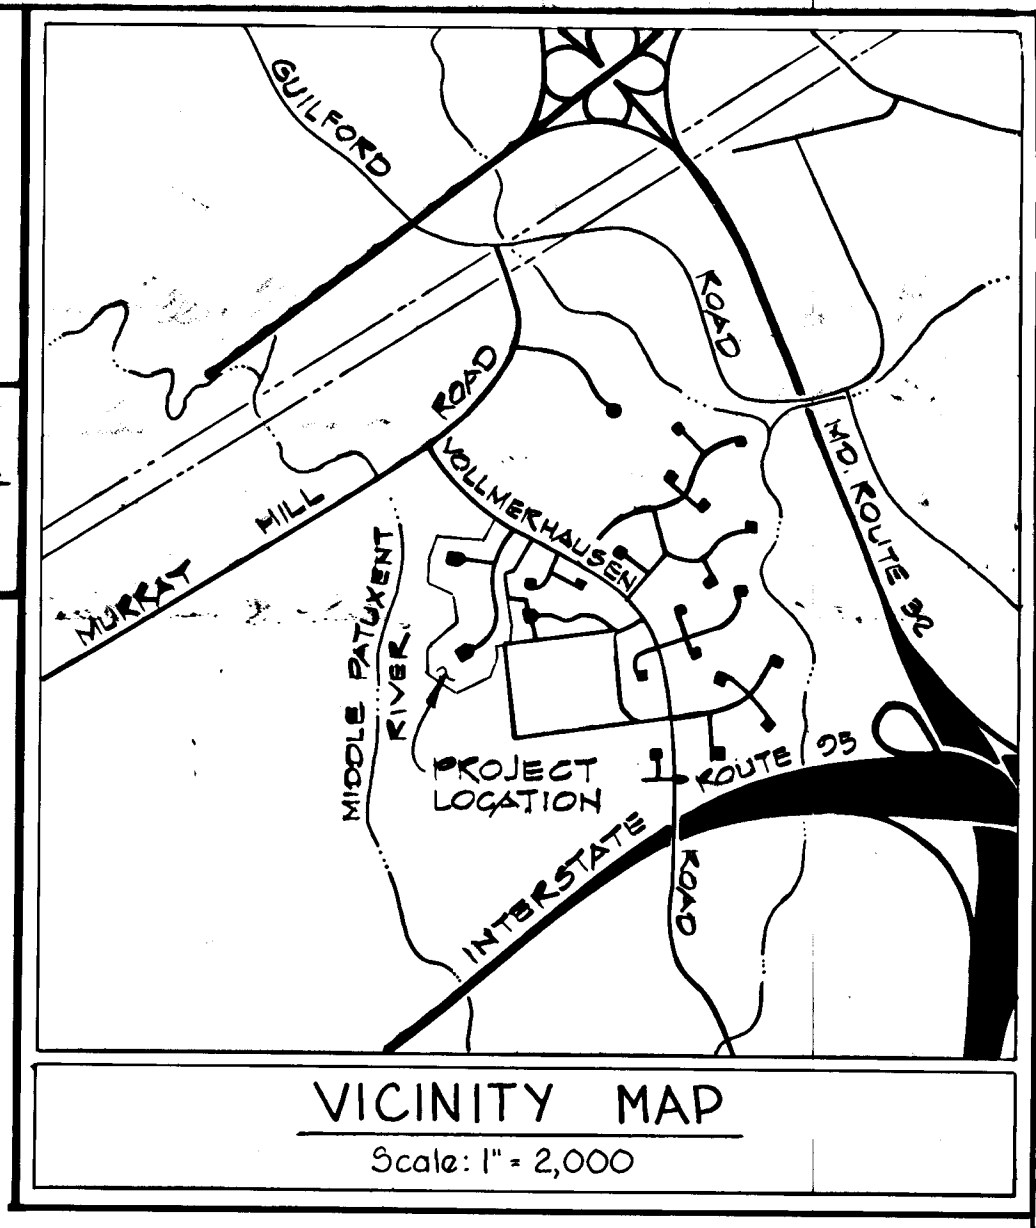 GUILFORD
ROAD
ROAD
MURRAY HILL
VOLLMERHAUSEN
MD. ROUTE 32
MIDDLE PATUXENT
RIVER.
PROJECT
LOCATION
INTERSTATE ROUTE 95
ROAD
VICINITY MAP
Scale: 1" = 2,000